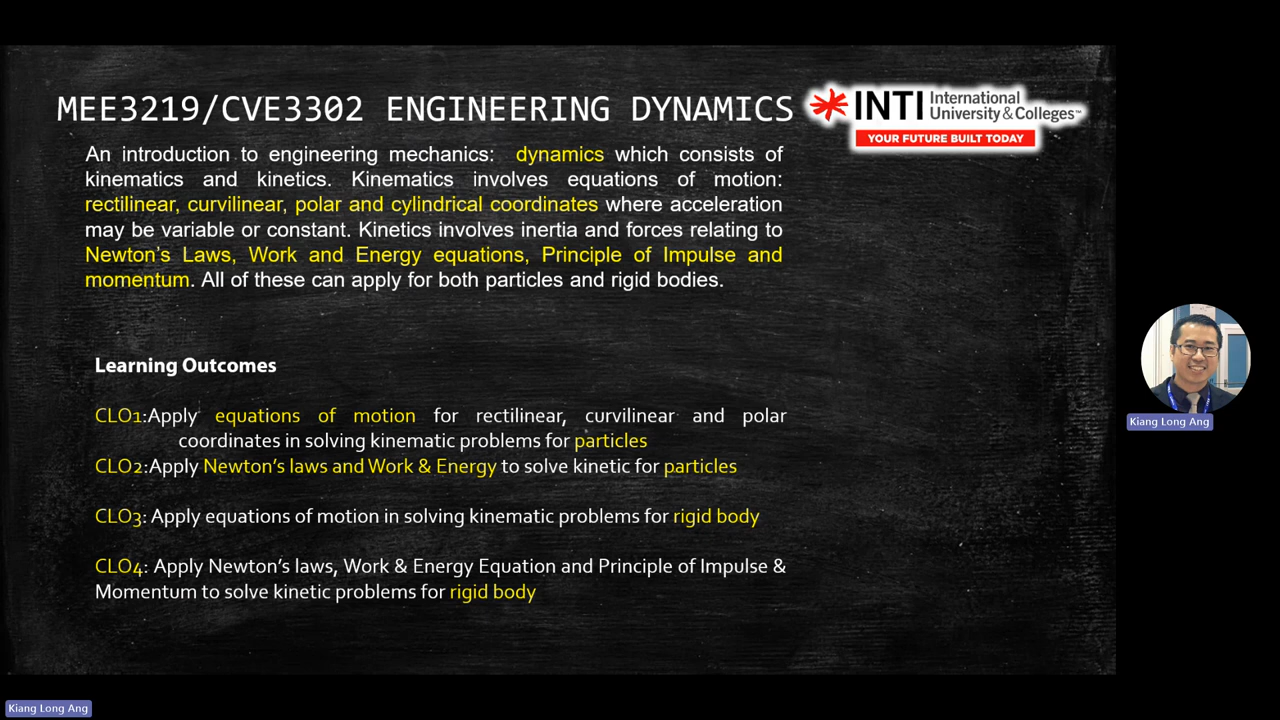 MEE3219/CVE3302 ENGINEERING DYNAMICS
INTI International
University & Colleges™
YOUR FUTURE BUILT TODAY
An introduction to engineering mechanics: dynamics which consists of
kinematics and kinetics. Kinematics involves equations of motion:
rectilinear, curvilinear, polar and cylindrical coordinates where acceleration
may be variable or constant. Kinetics involves inertia and forces relating to
Newton's Laws, Work and Energy equations, Principle of Impulse and
momentum. All of these can apply for both particles and rigid bodies.
Learning Outcomes
CLO1:Apply equations of motion for rectilinear, curvilinear and polar
coordinates in solving kinematic problems for particles
CLO2:Apply Newton's laws and Work & Energy to solve kinetic for particles
CLO3: Apply equations of motion in solving kinematic problems for rigid body
CLO4: Apply Newton's laws, Work & Energy Equation and Principle of Impulse &
Momentum to solve kinetic problems for rigid body
Kiang Long Ang
Kiang Long Ang